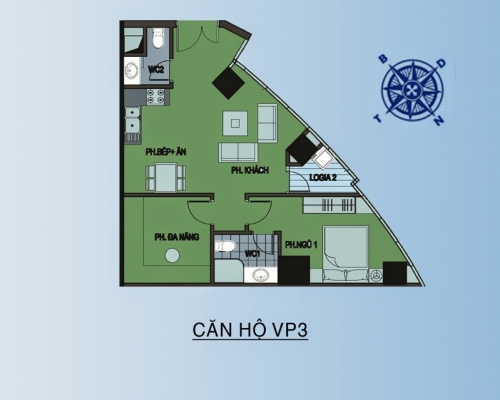 B
Đ
WC2
T
N
PH.BẾP+ ĂN
PH. KHÁCH
LOGIA 2
PH. ĐA NĂNG
WC1
PH.NGỦ 1
CĂN HỘ VP3